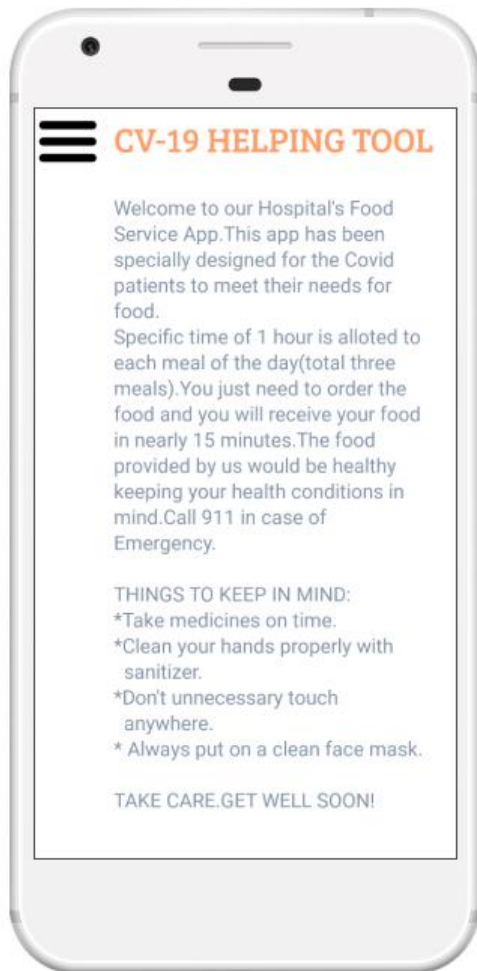 CV-19 HELPING TOOL
Welcome to our Hospital's Food
Service App.This app has been
specially designed for the Covid
patients to meet their needs for
food.
Specific time of 1 hour is alloted to
each meal of the day(total three
meals).You just need to order the
food and you will receive your food
in nearly 15 minutes.The food
provided by us would be healthy
keeping your health conditions in
mind.Call 911 in case of
Emergency.
THINGS TO KEEP IN MIND:
*Take medicines on time.
*Clean your hands properly with
sanitizer.
*Don't unnecessary touch
anywhere.
* Always put on a clean face mask.
TAKE CARE.GET WELL SOON!